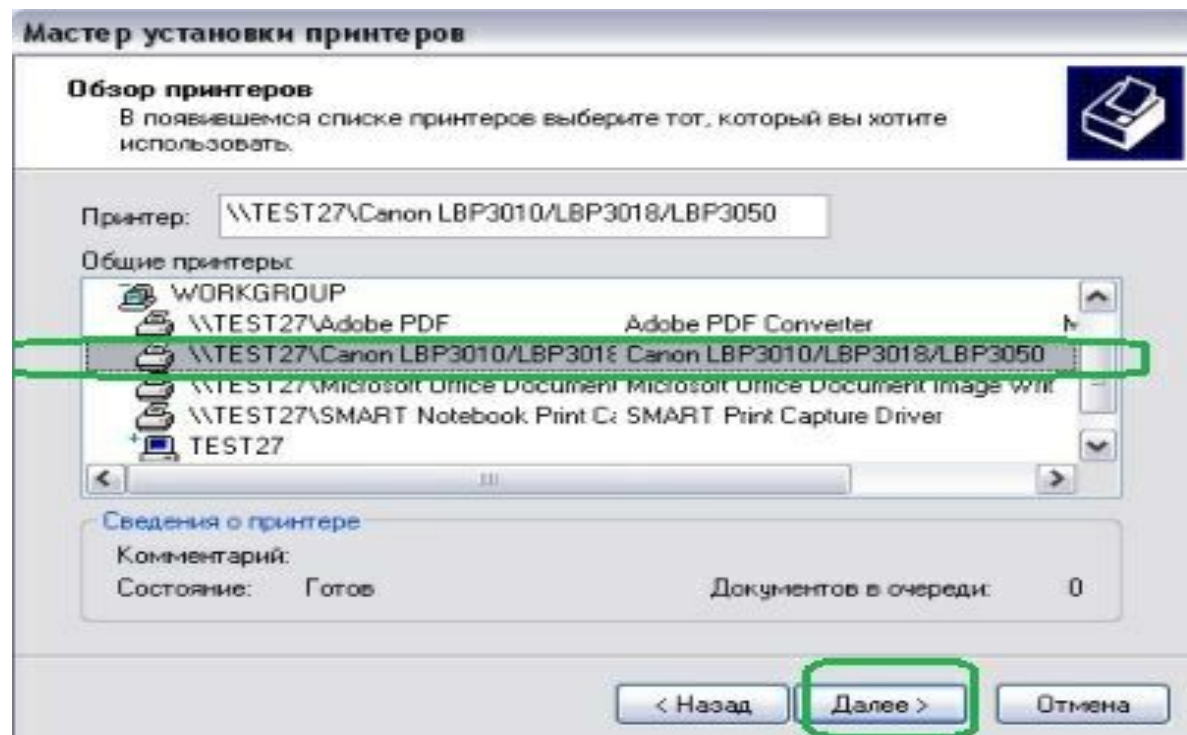 Мастер установки принтеров
Обзор принтеров
В появившемся списке принтеров выберите тот, который вы хотите
использовать.
Принтер: \\TEST27\Canon LBP3010/LBP3018/LBP3050
Общие принтеры:
WORKGROUP
\\TEST27\Adobe PDF Adobe PDF Converter
\\TEST27\Canon LBP3010/LBP3018 Canon LBP3010/LBP3018/LBP3050
\\TEST27\Microsoft Office Document Microsoft Office Document Image Writ
\\TEST27\SMART Notebook Print Ca SMART Print Capture Driver
TEST27
Сведения о принтере
Комментарий:
Состояние: Готов Документов в очереди: 0
< Назад Далее > Отмена